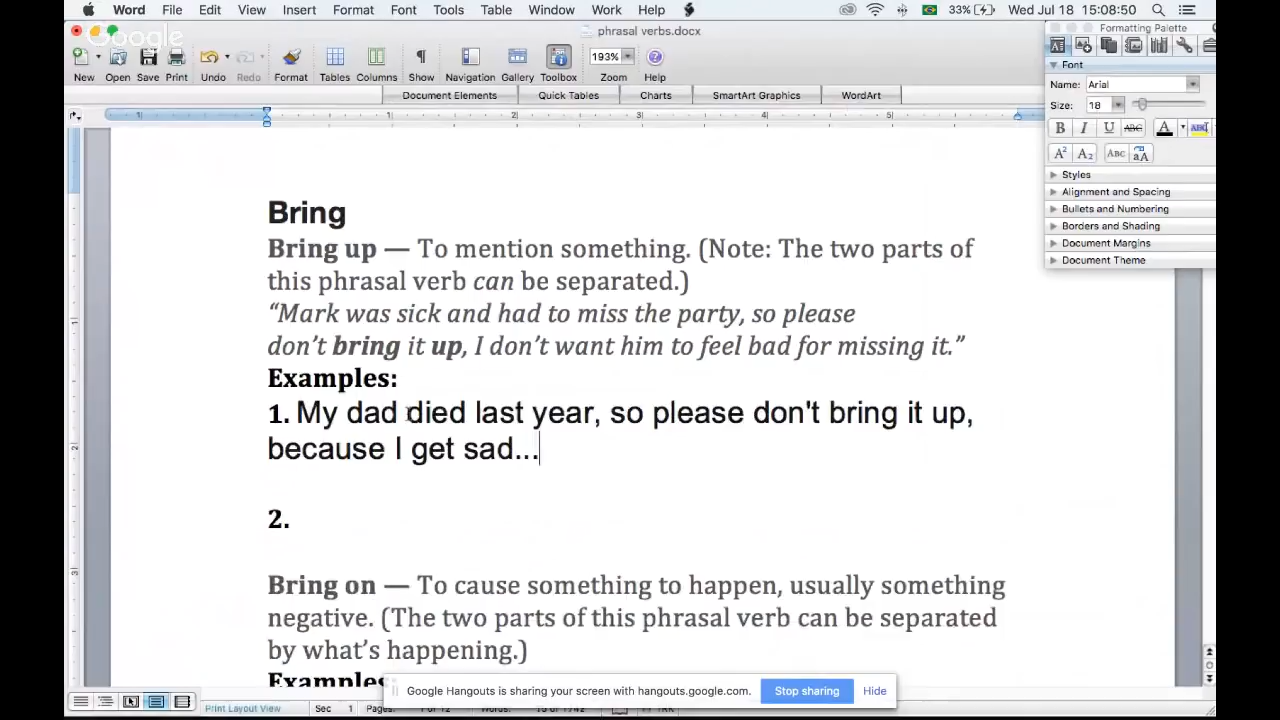 Word File Edit View Insert Format Font Tools Table Window Work Help 33% Wed Jul 18 15:08:50
Google
phrasal verbs.docx
Formatting Palette
New Open Save Print Undo Redo Format Tables Columns Show Navigation Gallery Toolbox 193% Zoom Help
Document Elements Quick Tables Charts SmartArt Graphics WordArt
Font
Name: Arial
Size: 18
Styles
Alignment and Spacing
Bullets and Numbering
Borders and Shading
Document Margins
Document Theme
Bring
Bring up — To mention something. (Note: The two parts of
this phrasal verb can be separated.)
“Mark was sick and had to miss the party, so please
don’t bring it up, I don’t want him to feel bad for missing it.”
Examples:
1. My dad died last year, so please don't bring it up,
because I get sad...
2.
Bring on — To cause something to happen, usually something
negative. (The two parts of this phrasal verb can be separated
by what’s happening.)
Examples
Google Hangouts is sharing your screen with hangouts.google.com. Stop sharing Hide
Print Layout View Sec 1 Pages: